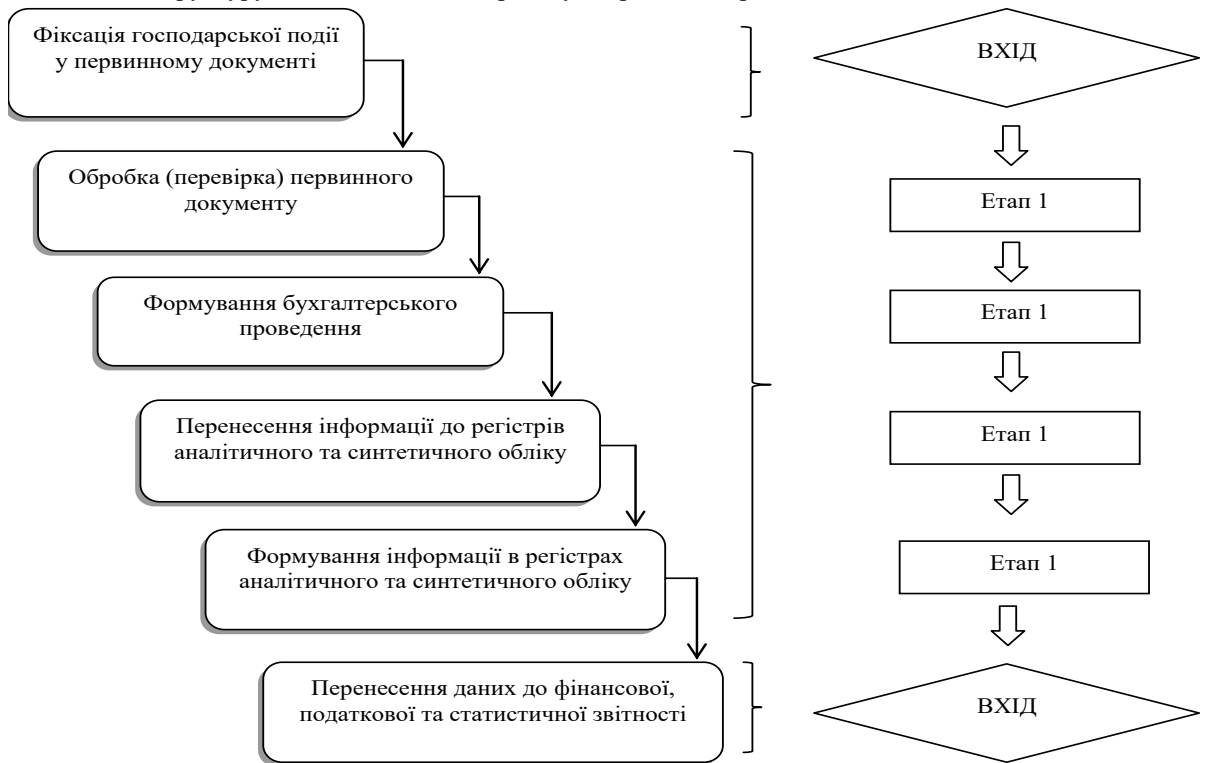 Фіксація господарської події
у первинному документі
ВХІД
Обробка (перевірка) первинного
документу
Етап 1
Формування бухгалтерського
проведення
Етап 1
Перенесення інформації до регістрів
аналітичного та синтетичного обліку
Етап 1
Формування інформації в регістрах
аналітичного та синтетичного обліку
Етап 1
Перенесення даних до фінансової,
податкової та статистичної звітності
ВХІД